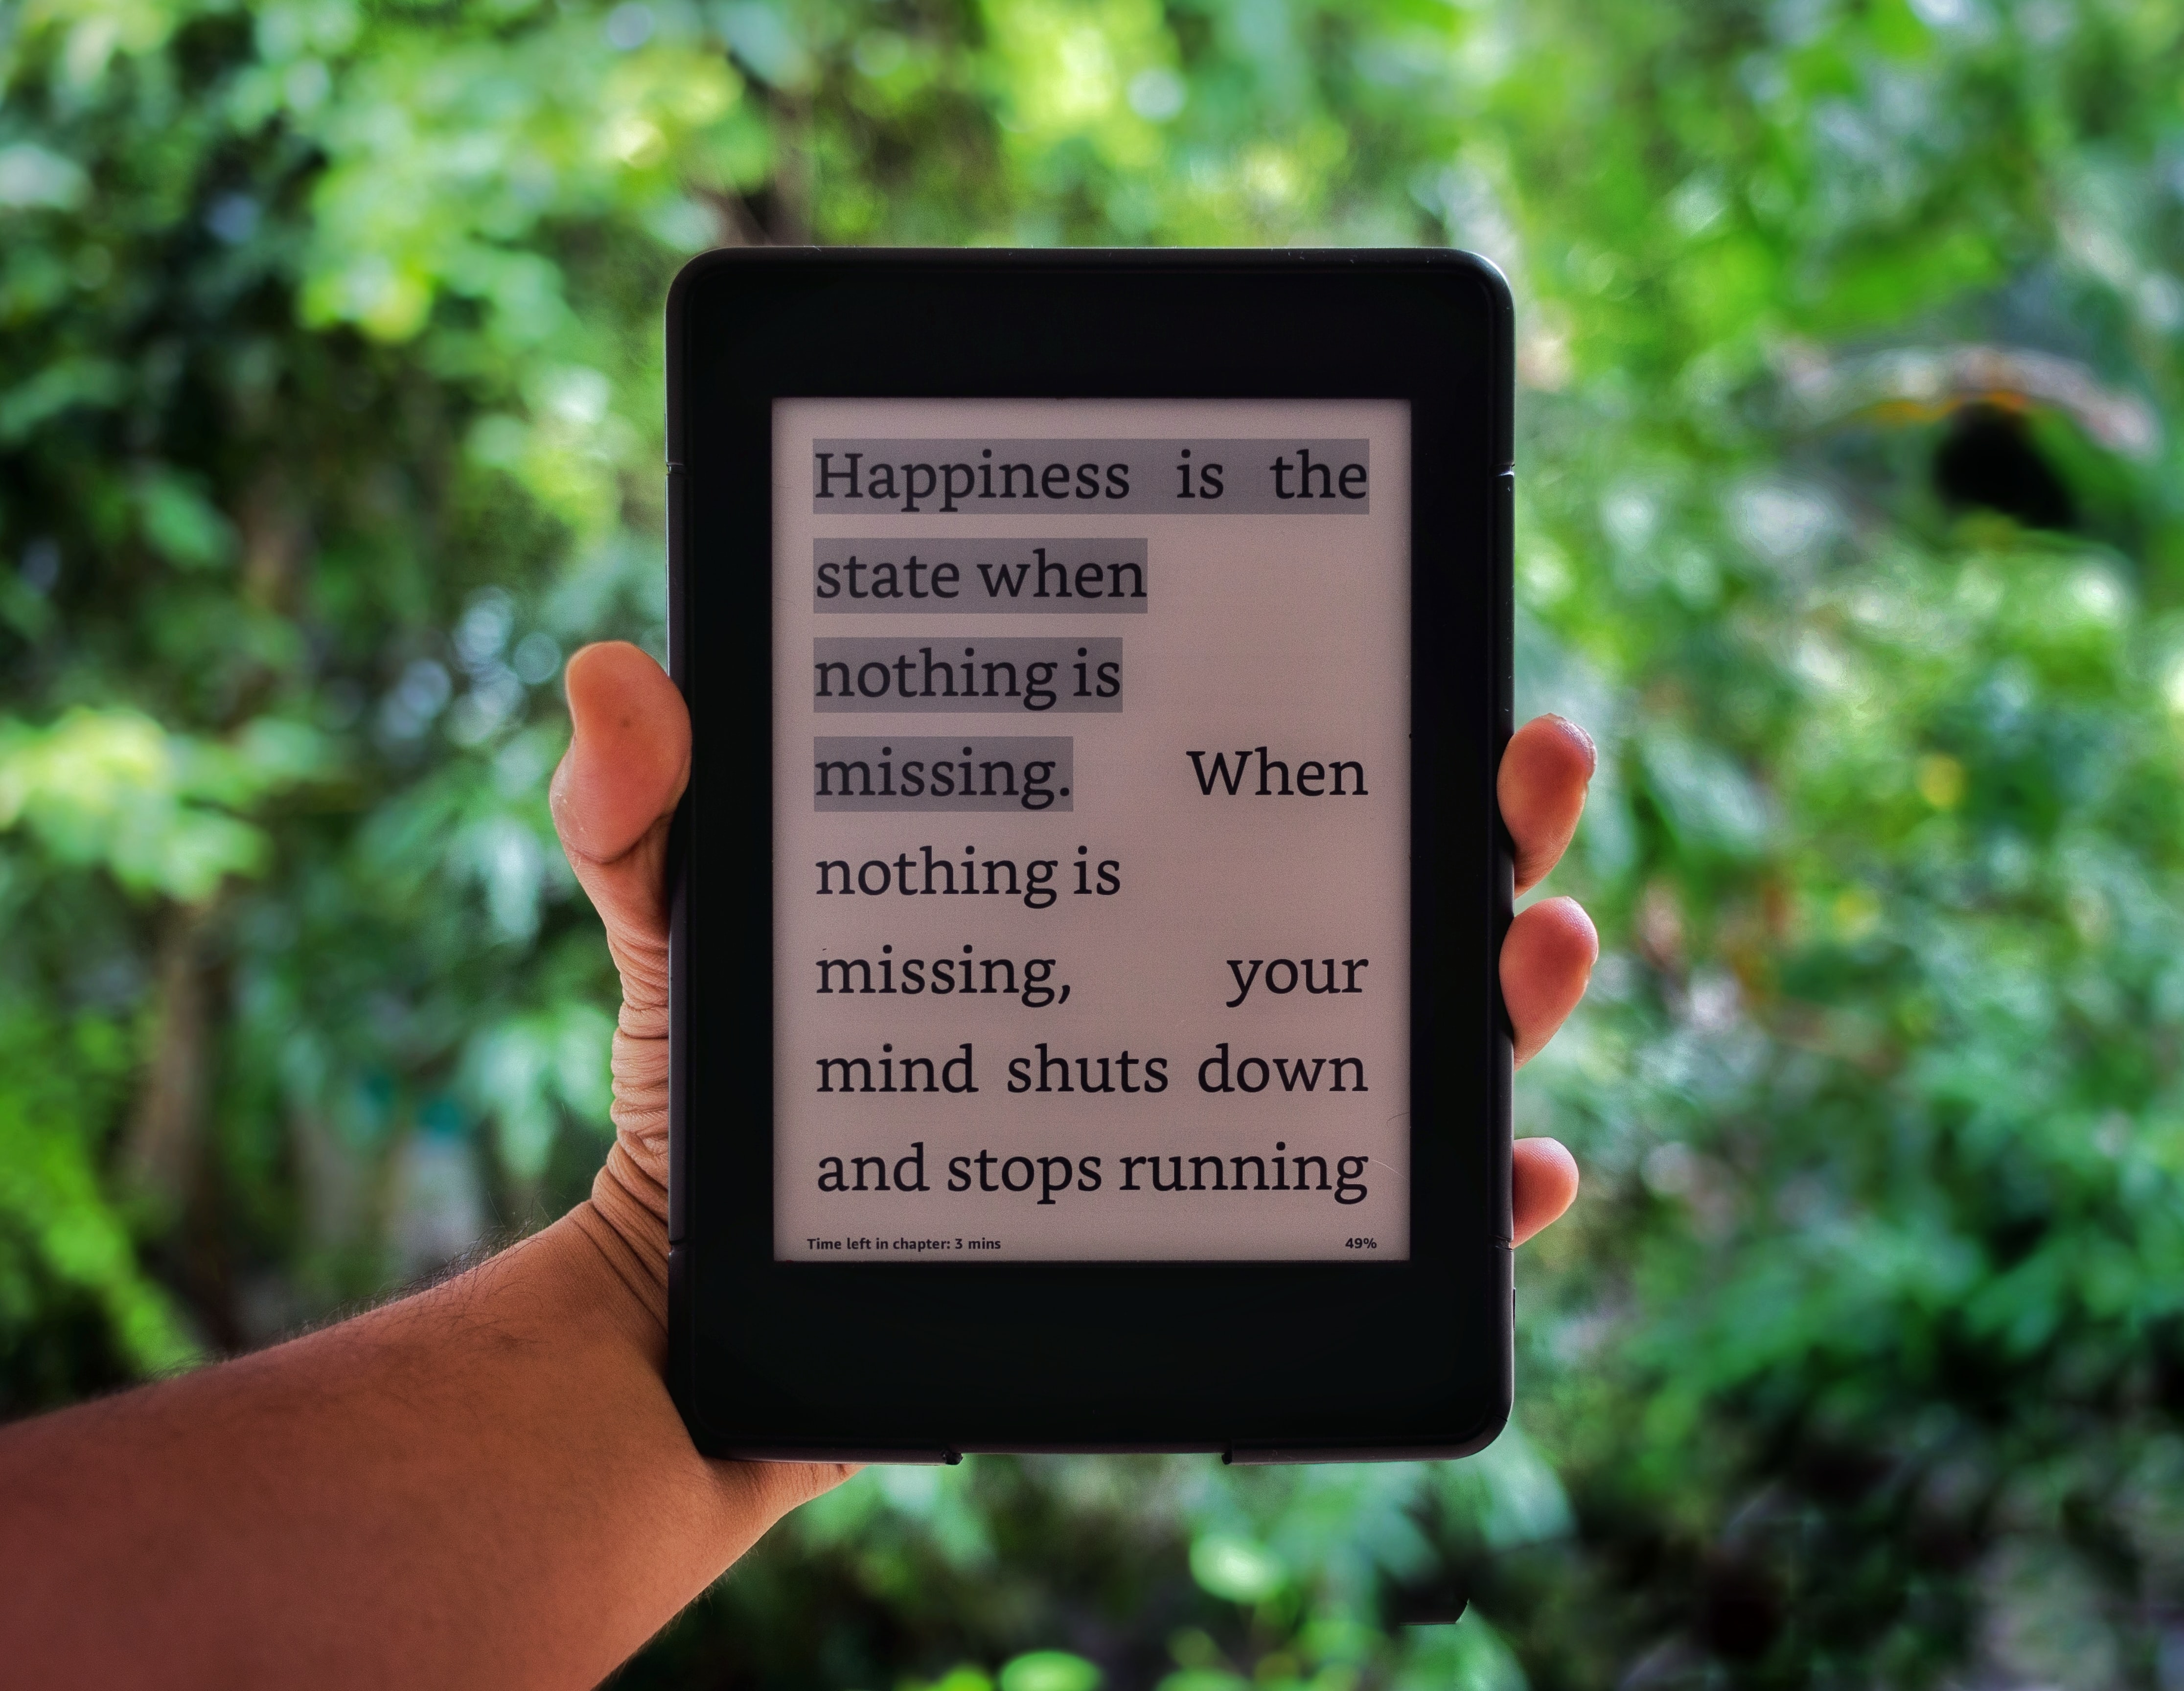 Happiness is the
state when
nothing is
missing. When
nothing is
missing, your
mind shuts down
and stops running
Time left in chapter: 3 mins 49%